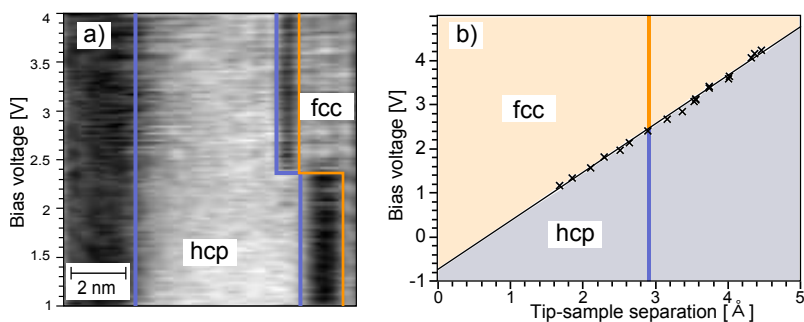 a)
Bias voltage [V]
4
3.5
3
2.5
2
1.5
1
fcc
hcp
2 nm
b)
Bias voltage [V]
5
4
3
2
1
0
-1
fcc
hcp
0
1
2
3
4
5
Tip-sample separation [Å]